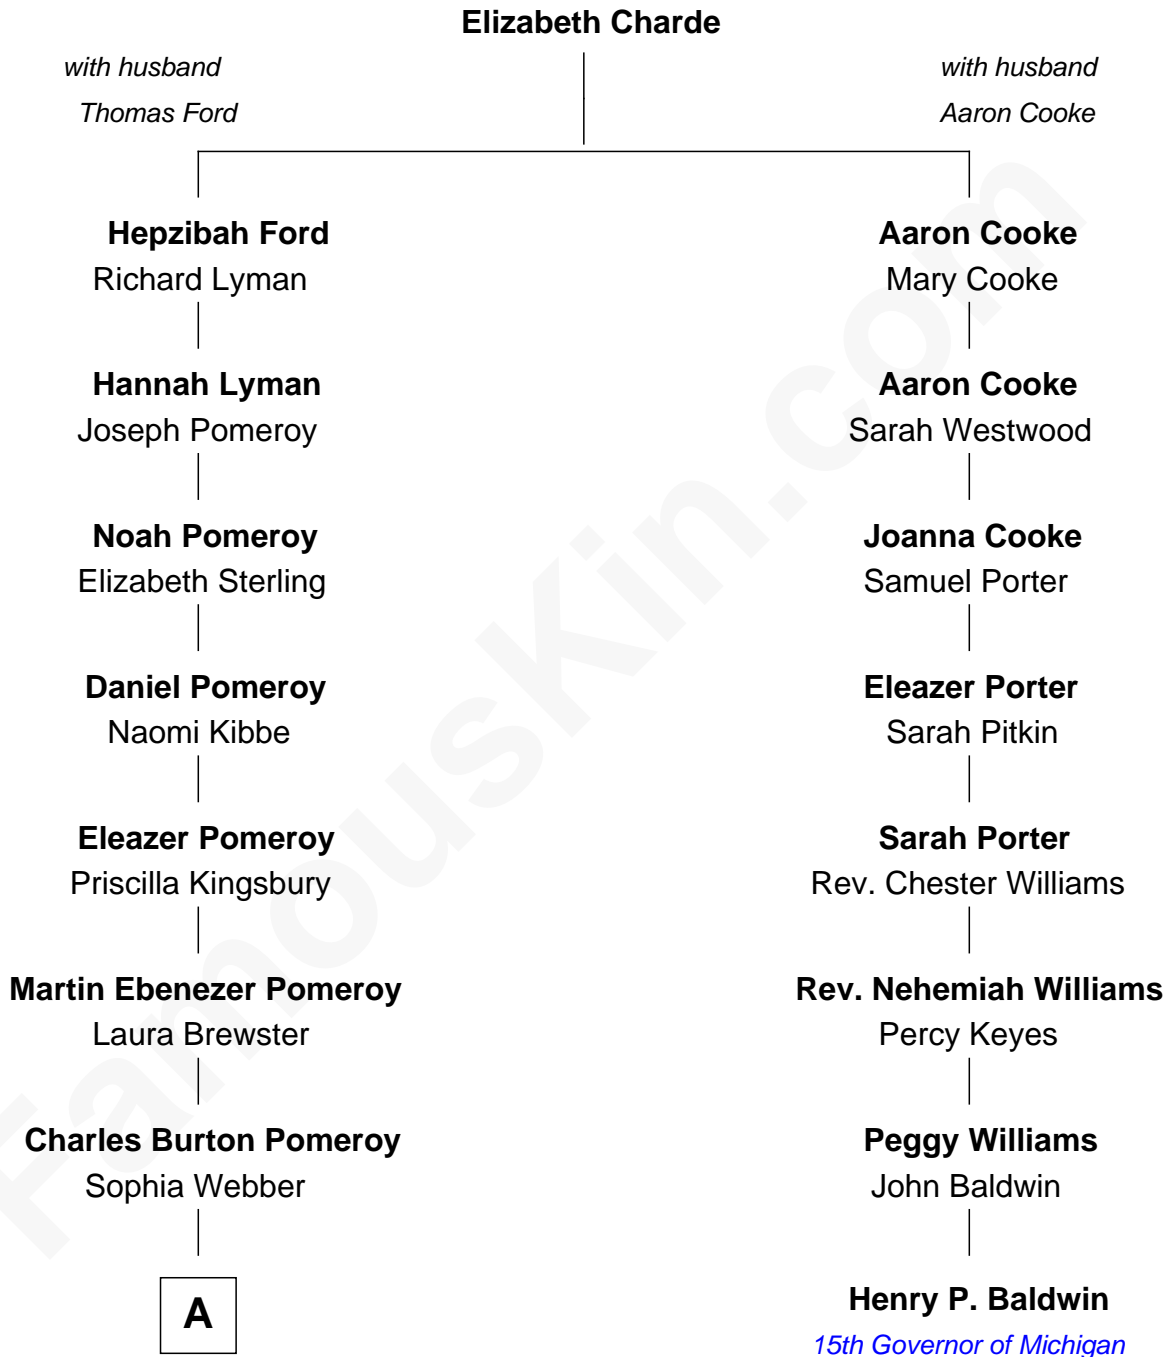 Elizabeth Charde
with husband
Thomas Ford
with husband
Aaron Cooke
Hepzibah Ford
Richard Lyman
Aaron Cooke
Mary Cooke
Hannah Lyman
Joseph Pomeroy
Aaron Cooke
Sarah Westwood
Noah Pomeroy
Elizabeth Sterling
Joanna Cooke
Samuel Porter
Daniel Pomeroy
Naomi Kibbe
Eleazer Porter
Sarah Pitkin
Eleazer Pomeroy
Priscilla Kingsbury
Sarah Porter
Rev. Chester Williams
Martin Ebenezer Pomeroy
Laura Brewster
Rev. Nehemiah Williams
Percy Keyes
Charles Burton Pomeroy
Sophia Webber
Peggy Williams
John Baldwin
A
Henry P. Baldwin
15th Governor of Michigan
FamousKin.com